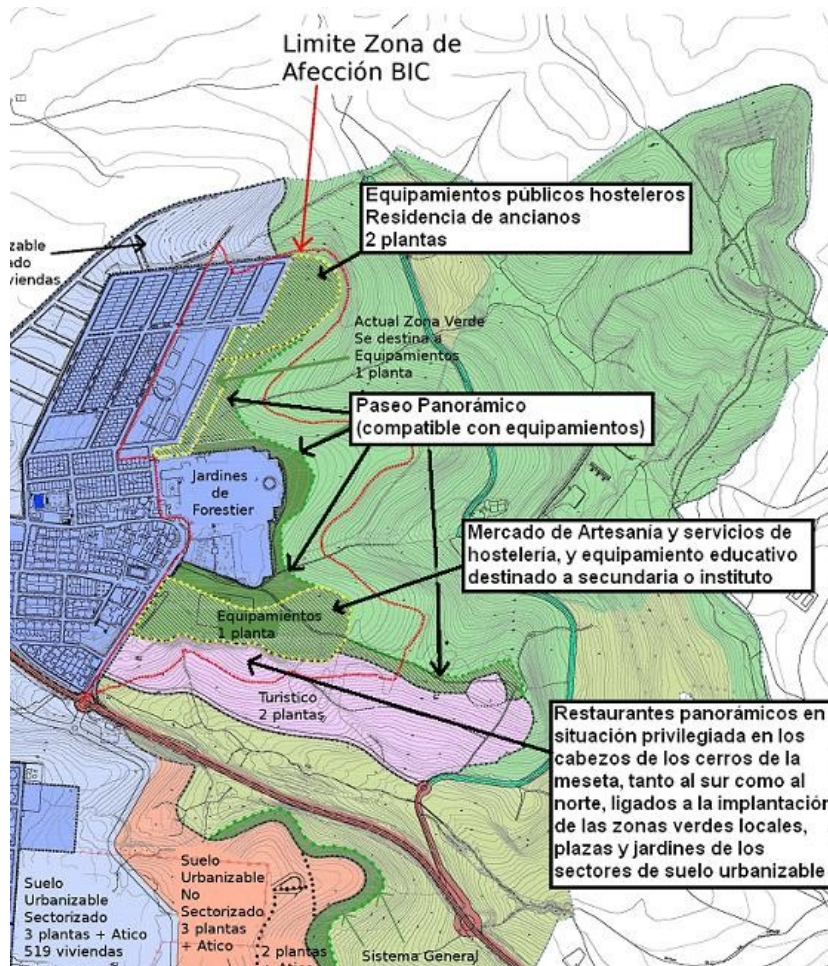 Limite Zona de
Afección BIC
Equipamientos públicos hosteleros
Residencia de ancianos
2 plantas
izable
ado
viviendas
Actual Zona Verde
Se destina a
Equipamientos
1 planta
Paseo Panorámico
(compatible con equipamientos)
Jardines
de
Forestier
Mercado de Artesanía y servicios de
hostelería, y equipamiento educativo
destinado a secundaria o instituto
Equipamientos
1 planta
Turistico
2 plantas
Restaurantes panorámicos en
situación privilegiada en los
cabezos de los cerros de la
meseta, tanto al sur como al
norte, ligados a la implantación
de las zonas verdes locales,
plazas y jardines de los
sectores de suelo urbanizable
Suelo
Urbanizable
Sectorizado
3 plantas + Atico
519 viviendas
Suelo
Urbanizable
No
Sectorizado
3 plantas
+ Atico
2 plantas
+ Atico
Sistema General